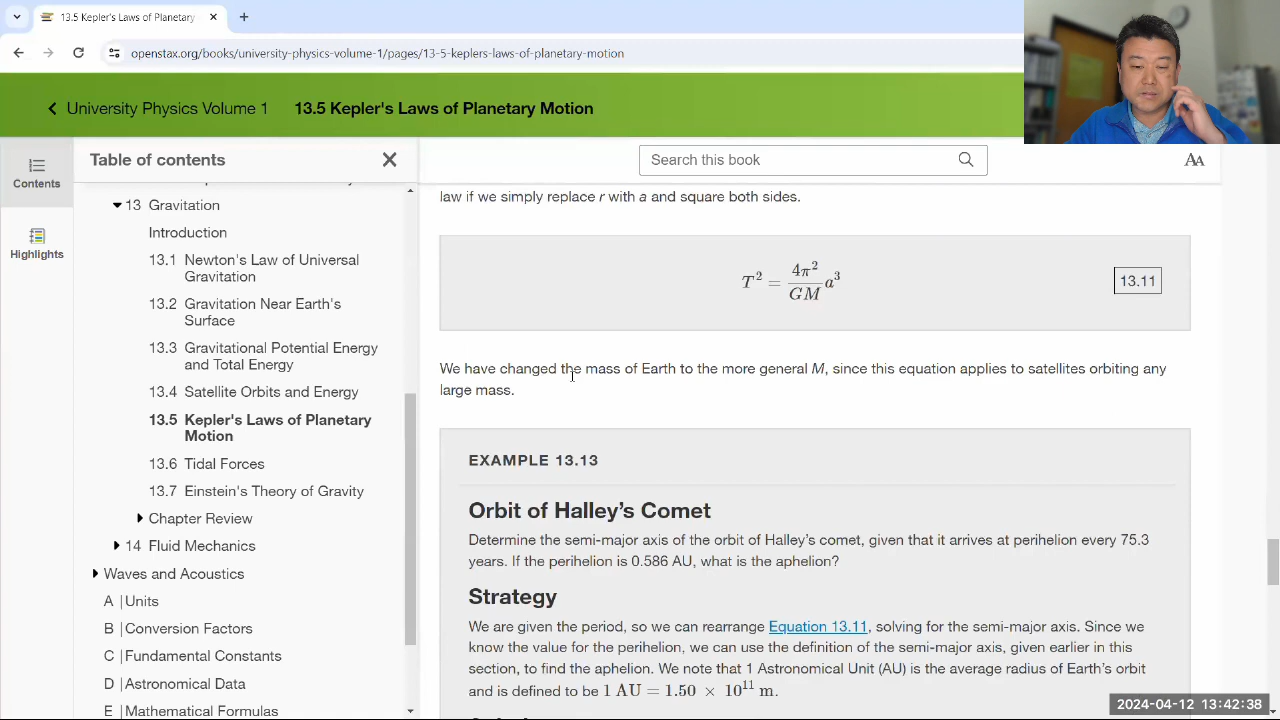 13.5 Kepler's Laws of Planetary
openstax.org/books/university-physics-volume-1/pages/13-5-keplers-laws-of-planetary-motion
University Physics Volume 1
13.5 Kepler's Laws of Planetary Motion
Contents
Highlights
Table of contents
13 Gravitation
Introduction
13.1 Newton's Law of Universal
Gravitation
13.2 Gravitation Near Earth's
Surface
13.3 Gravitational Potential Energy
and Total Energy
13.4 Satellite Orbits and Energy
13.5 Kepler's Laws of Planetary
Motion
13.6 Tidal Forces
13.7 Einstein's Theory of Gravity
Chapter Review
14 Fluid Mechanics
Waves and Acoustics
A | Units
B | Conversion Factors
C | Fundamental Constants
D | Astronomical Data
E | Mathematical Formulas
Search this book
AA
law if we simply replace r with a and square both sides.
T² = 4π²/GM a³
13.11
We have changed the mass of Earth to the more general M, since this equation applies to satellites orbiting any
large mass.
EXAMPLE 13.13
Orbit of Halley’s Comet
Determine the semi-major axis of the orbit of Halley’s comet, given that it arrives at perihelion every 75.3
years. If the perihelion is 0.586 AU, what is the aphelion?
Strategy
We are given the period, so we can rearrange Equation 13.11, solving for the semi-major axis. Since we
know the value for the perihelion, we can use the definition of the semi-major axis, given earlier in this
section, to find the aphelion. We note that 1 Astronomical Unit (AU) is the average radius of Earth’s orbit
and is defined to be 1 AU = 1.50 × 10¹¹ m.
2024-04-12 13:42:38